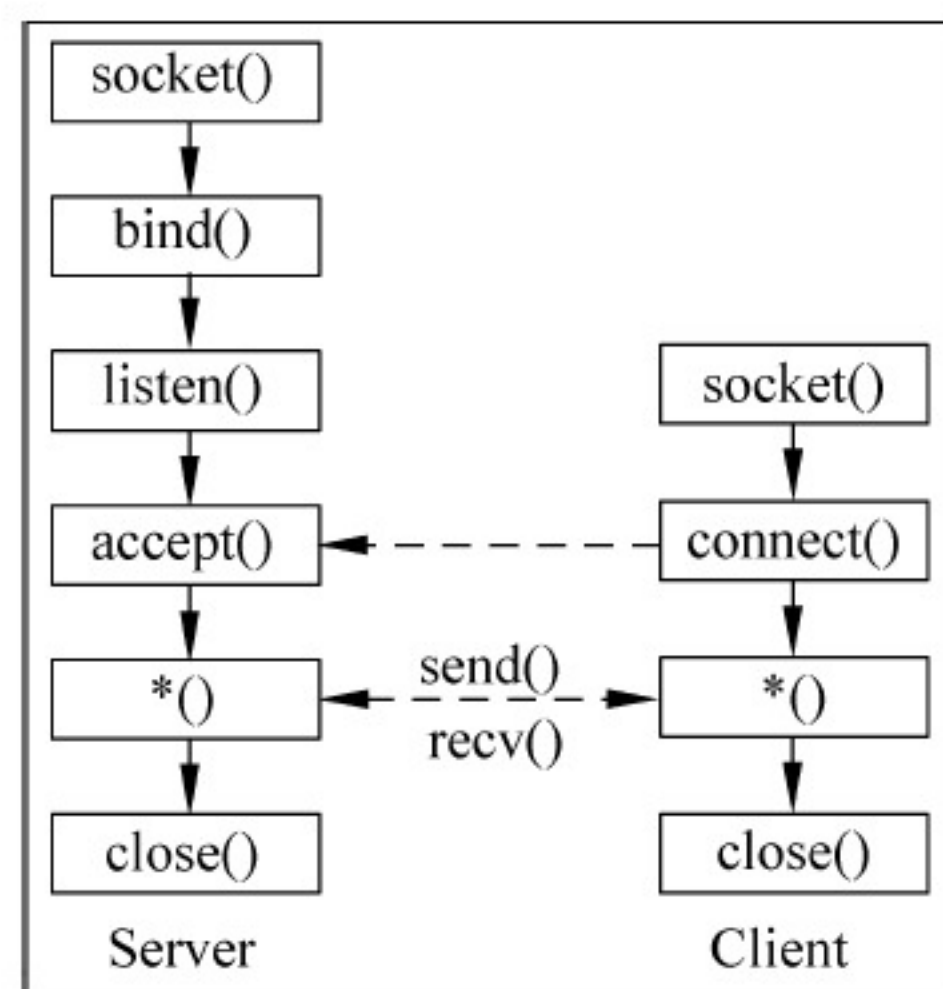 socket()
bind()
listen()
accept()
*()
close()
Server
send()
recv()
socket()
connect()
*()
close()
Client